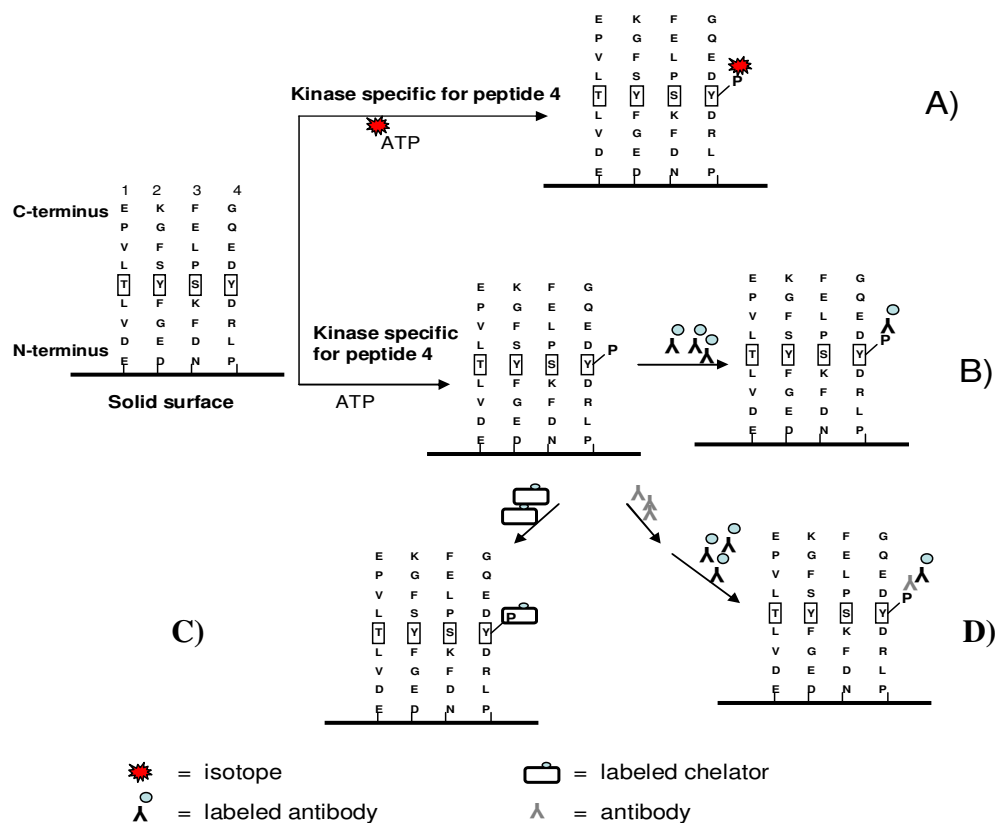 E K F G
P G E Q
V F L E
L S P D
T Y S Y P
L F K D
V G F R
D E D L
E D N P
A)
Kinase specific for peptide 4
ATP
1 2 3 4
C-terminus
E K F G
P G E Q
V F L E
L S P D
T Y S Y
L F K D
V G F R
D E D L
E D N P
N-terminus
Solid surface
Kinase specific
for peptide 4
ATP
E K F G
P G E Q
V F L E
L S P D
T Y S Y P
L F K D
V G F R
D E D L
E D N P
E K F G
P G E Q
V F L E
L S P D
T Y S Y P
L F K D
V G F R
D E D L
E D N P
B)
E K F G
P G E Q
V F L E
L S P D
T Y S Y P
L F K D
V G F R
D E D L
E D N P
C)
E K F G
P G E Q
V F L E
L S P D
T Y S Y P
L F K D
V G F R
D E D L
E D N P
D)
= isotope
= labeled chelator
= labeled antibody
= antibody